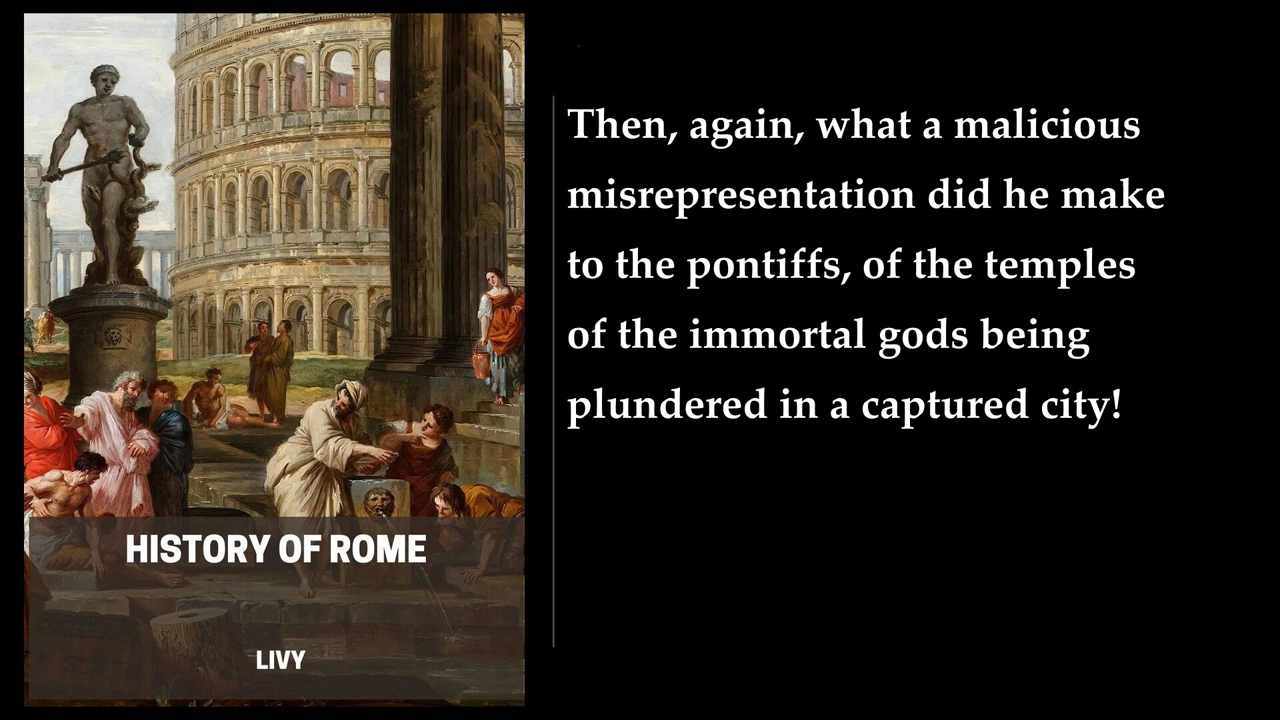 HISTORY OF ROME
LIVY
Then, again, what a malicious
misrepresentation did he make
to the pontiffs, of the temples
of the immortal gods being
plundered in a captured city!